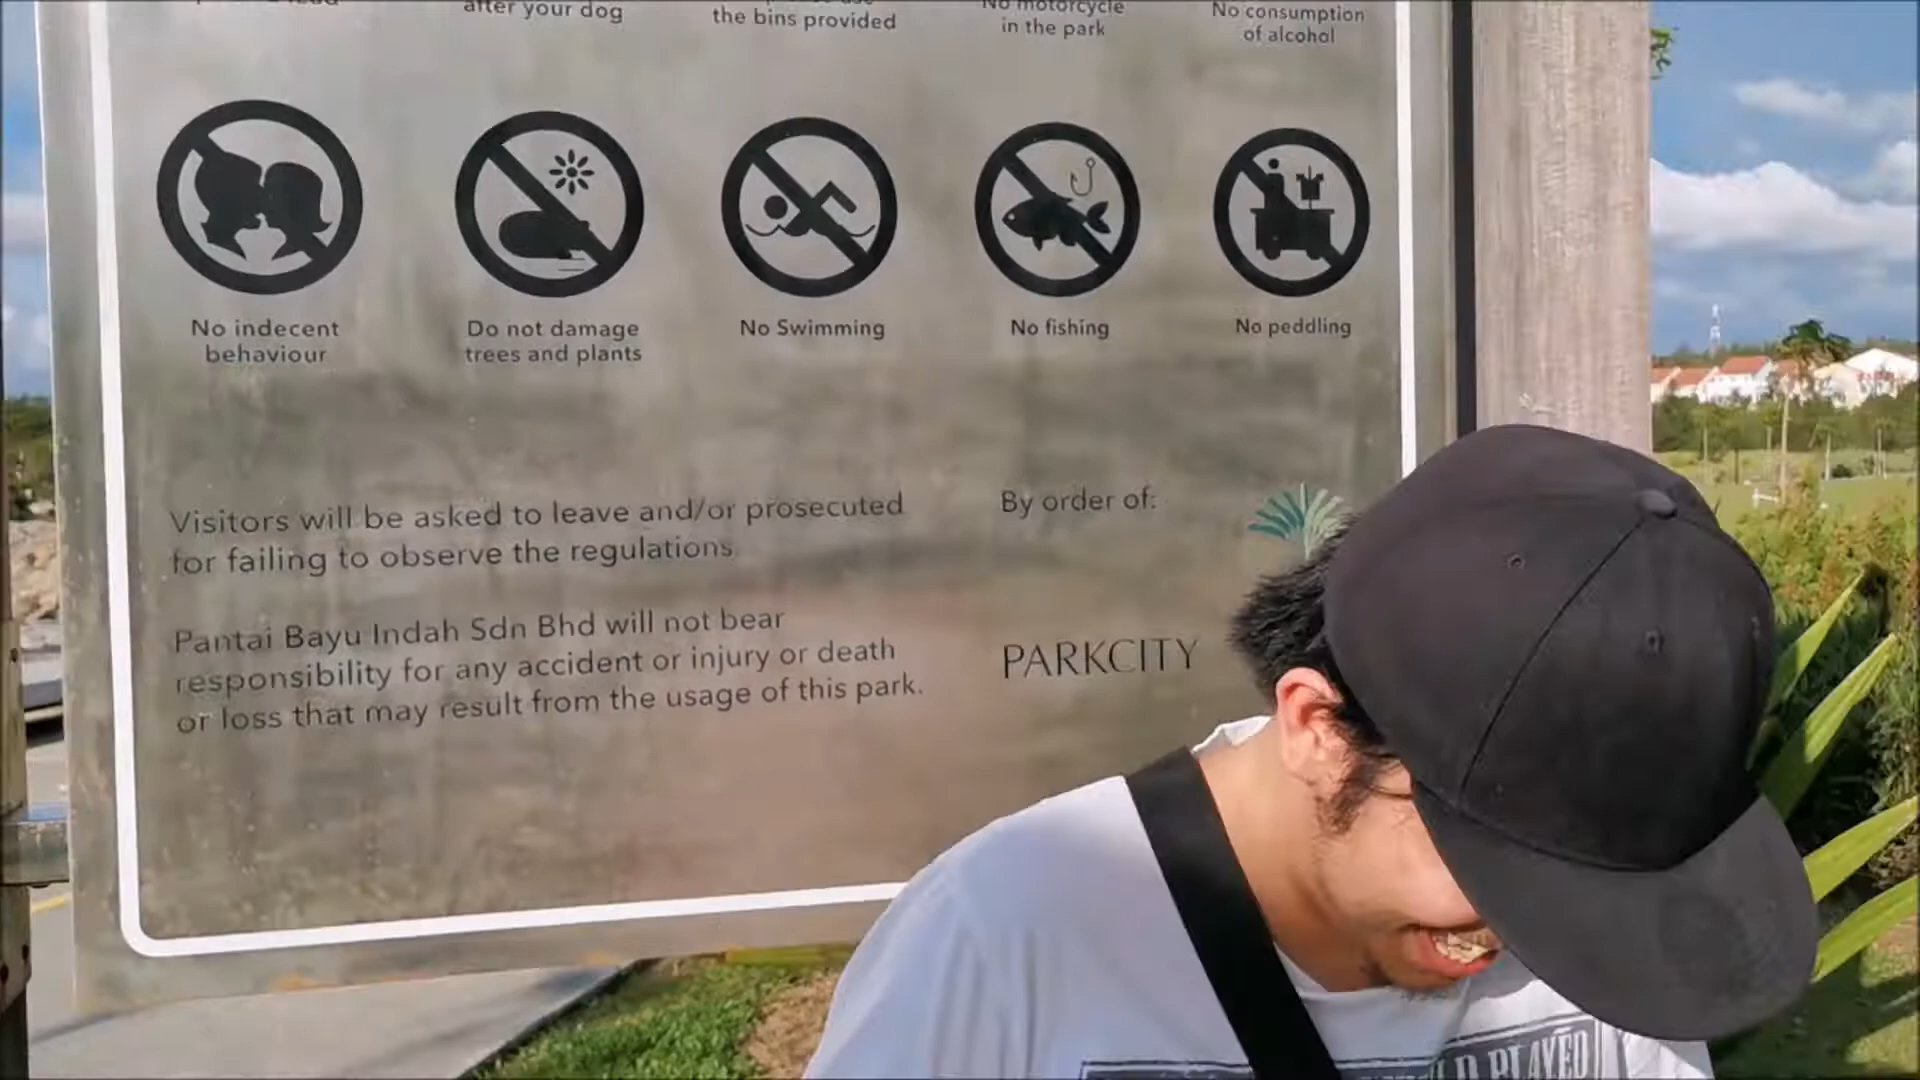 after your dog
the bins provided
No motorcycle
in the park
No consumption
of alcohol
No indecent
behaviour
Do not damage
trees and plants
No Swimming
No fishing
No peddling
Visitors will be asked to leave and/or prosecuted
for failing to observe the regulations.
Pantai Bayu Indah Sdn Bhd will not bear
responsibility for any accident or injury or death
or loss that may result from the usage of this park.
By order of:
PARKCITY
PLAYED